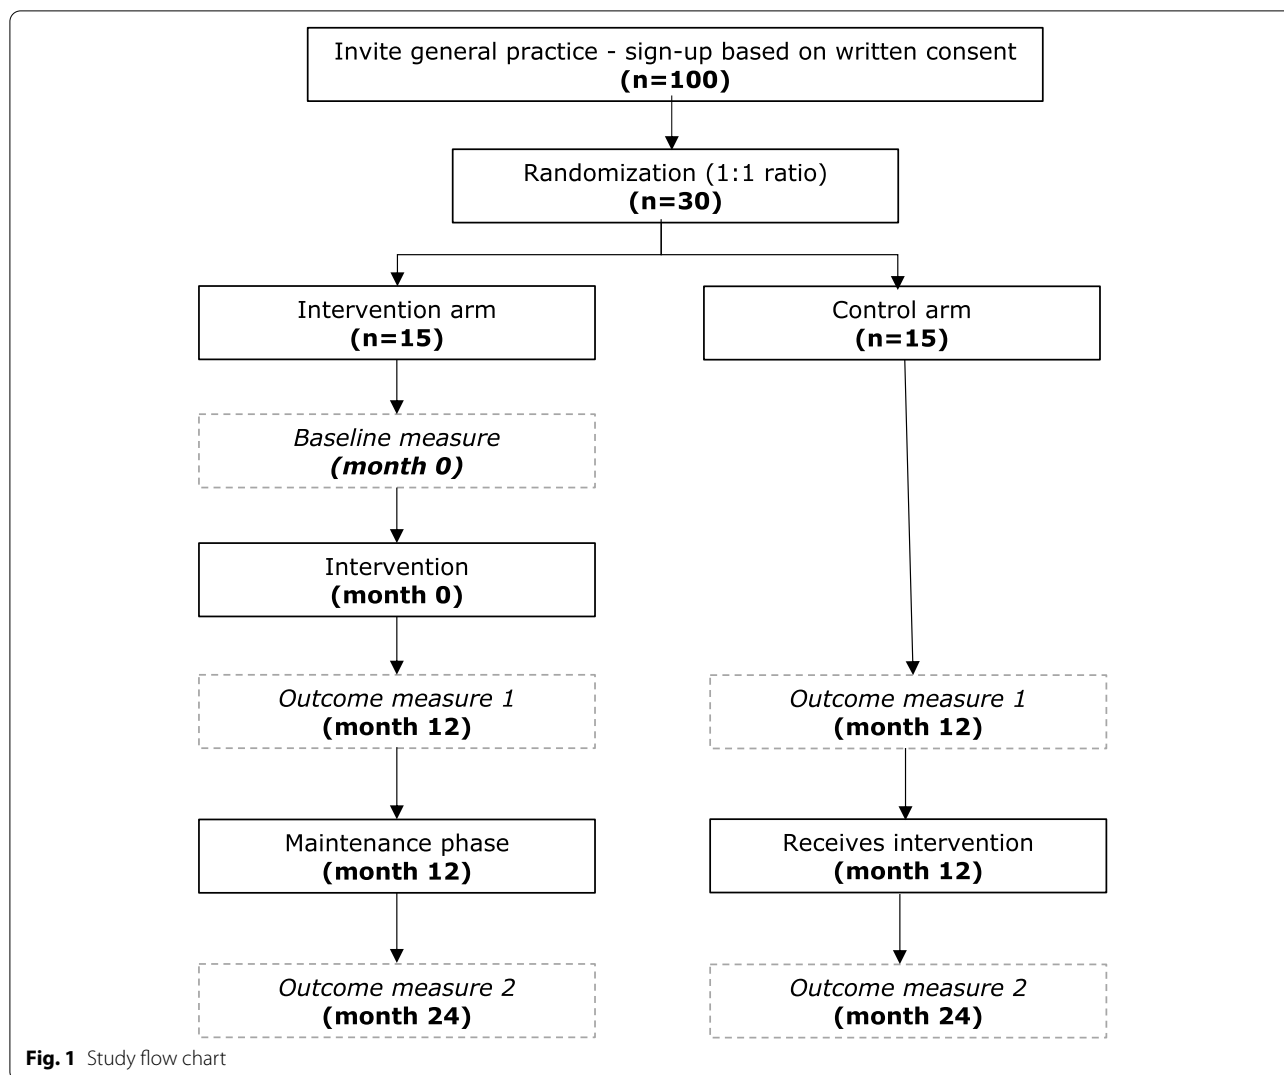 Invite general practice - sign-up based on written consent
(n=100)
Randomization (1:1 ratio)
(n=30)
Intervention arm
(n=15)
Control arm
(n=15)
Baseline measure
(month 0)
Intervention
(month 0)
Outcome measure 1
(month 12)
Outcome measure 1
(month 12)
Maintenance phase
(month 12)
Receives intervention
(month 12)
Outcome measure 2
(month 24)
Outcome measure 2
(month 24)
Fig. 1 Study flow chart